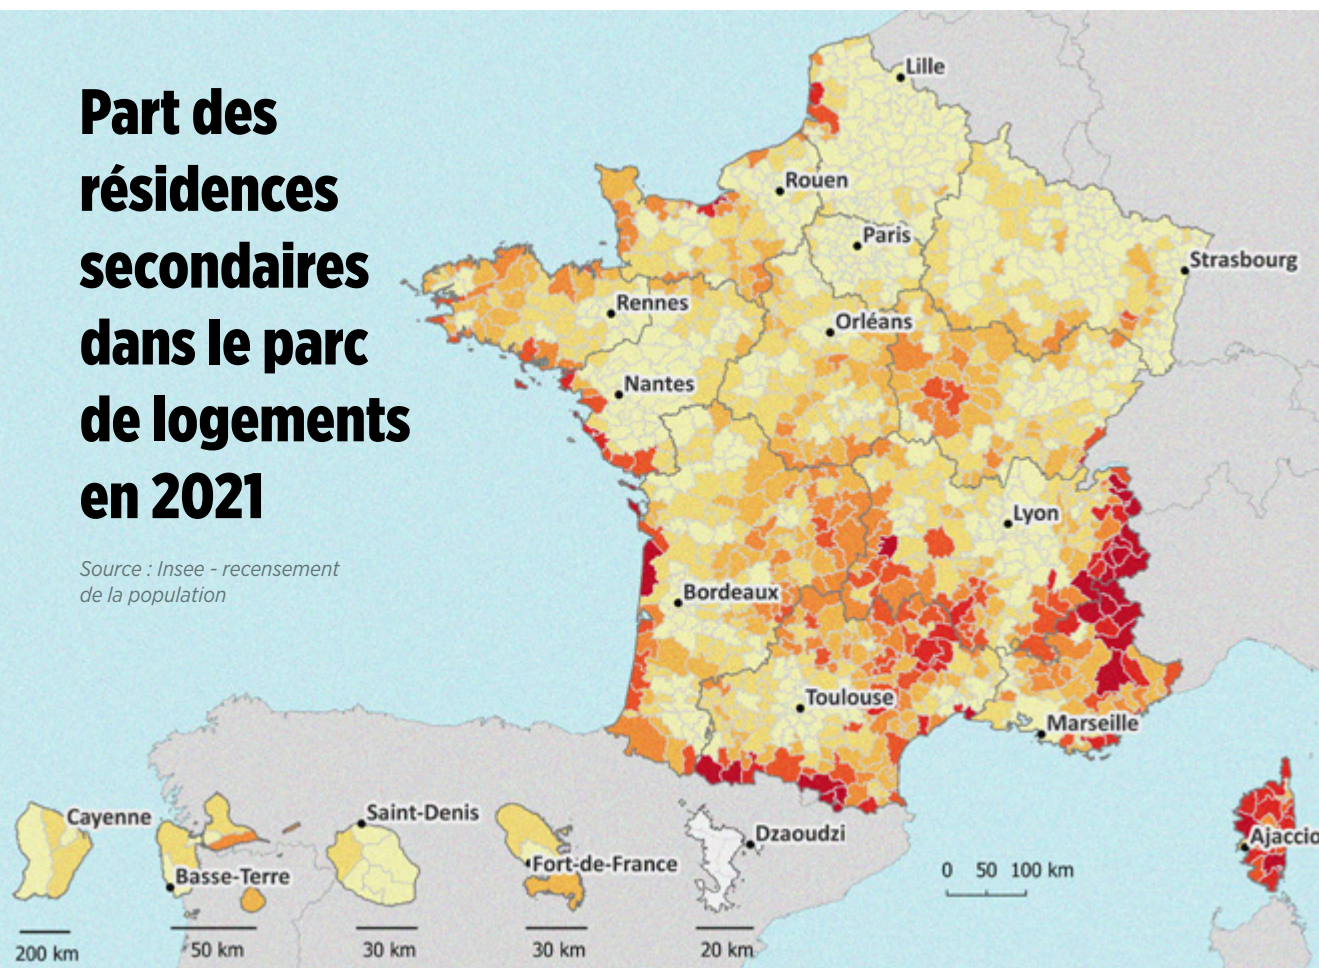 Part des
résidences
secondaires
dans le parc
de logements
en 2021
Source : Insee - recensement
de la population
Lille
Rouen
Paris
Strasbourg
Rennes
Orléans
Nantes
Lyon
Bordeaux
Toulouse
Marseille
Ajaccio
Cayenne
Basse-Terre
Saint-Denis
Fort-de-France
Dzaoudzi
0 50 100 km
200 km
50 km
30 km
30 km
20 km